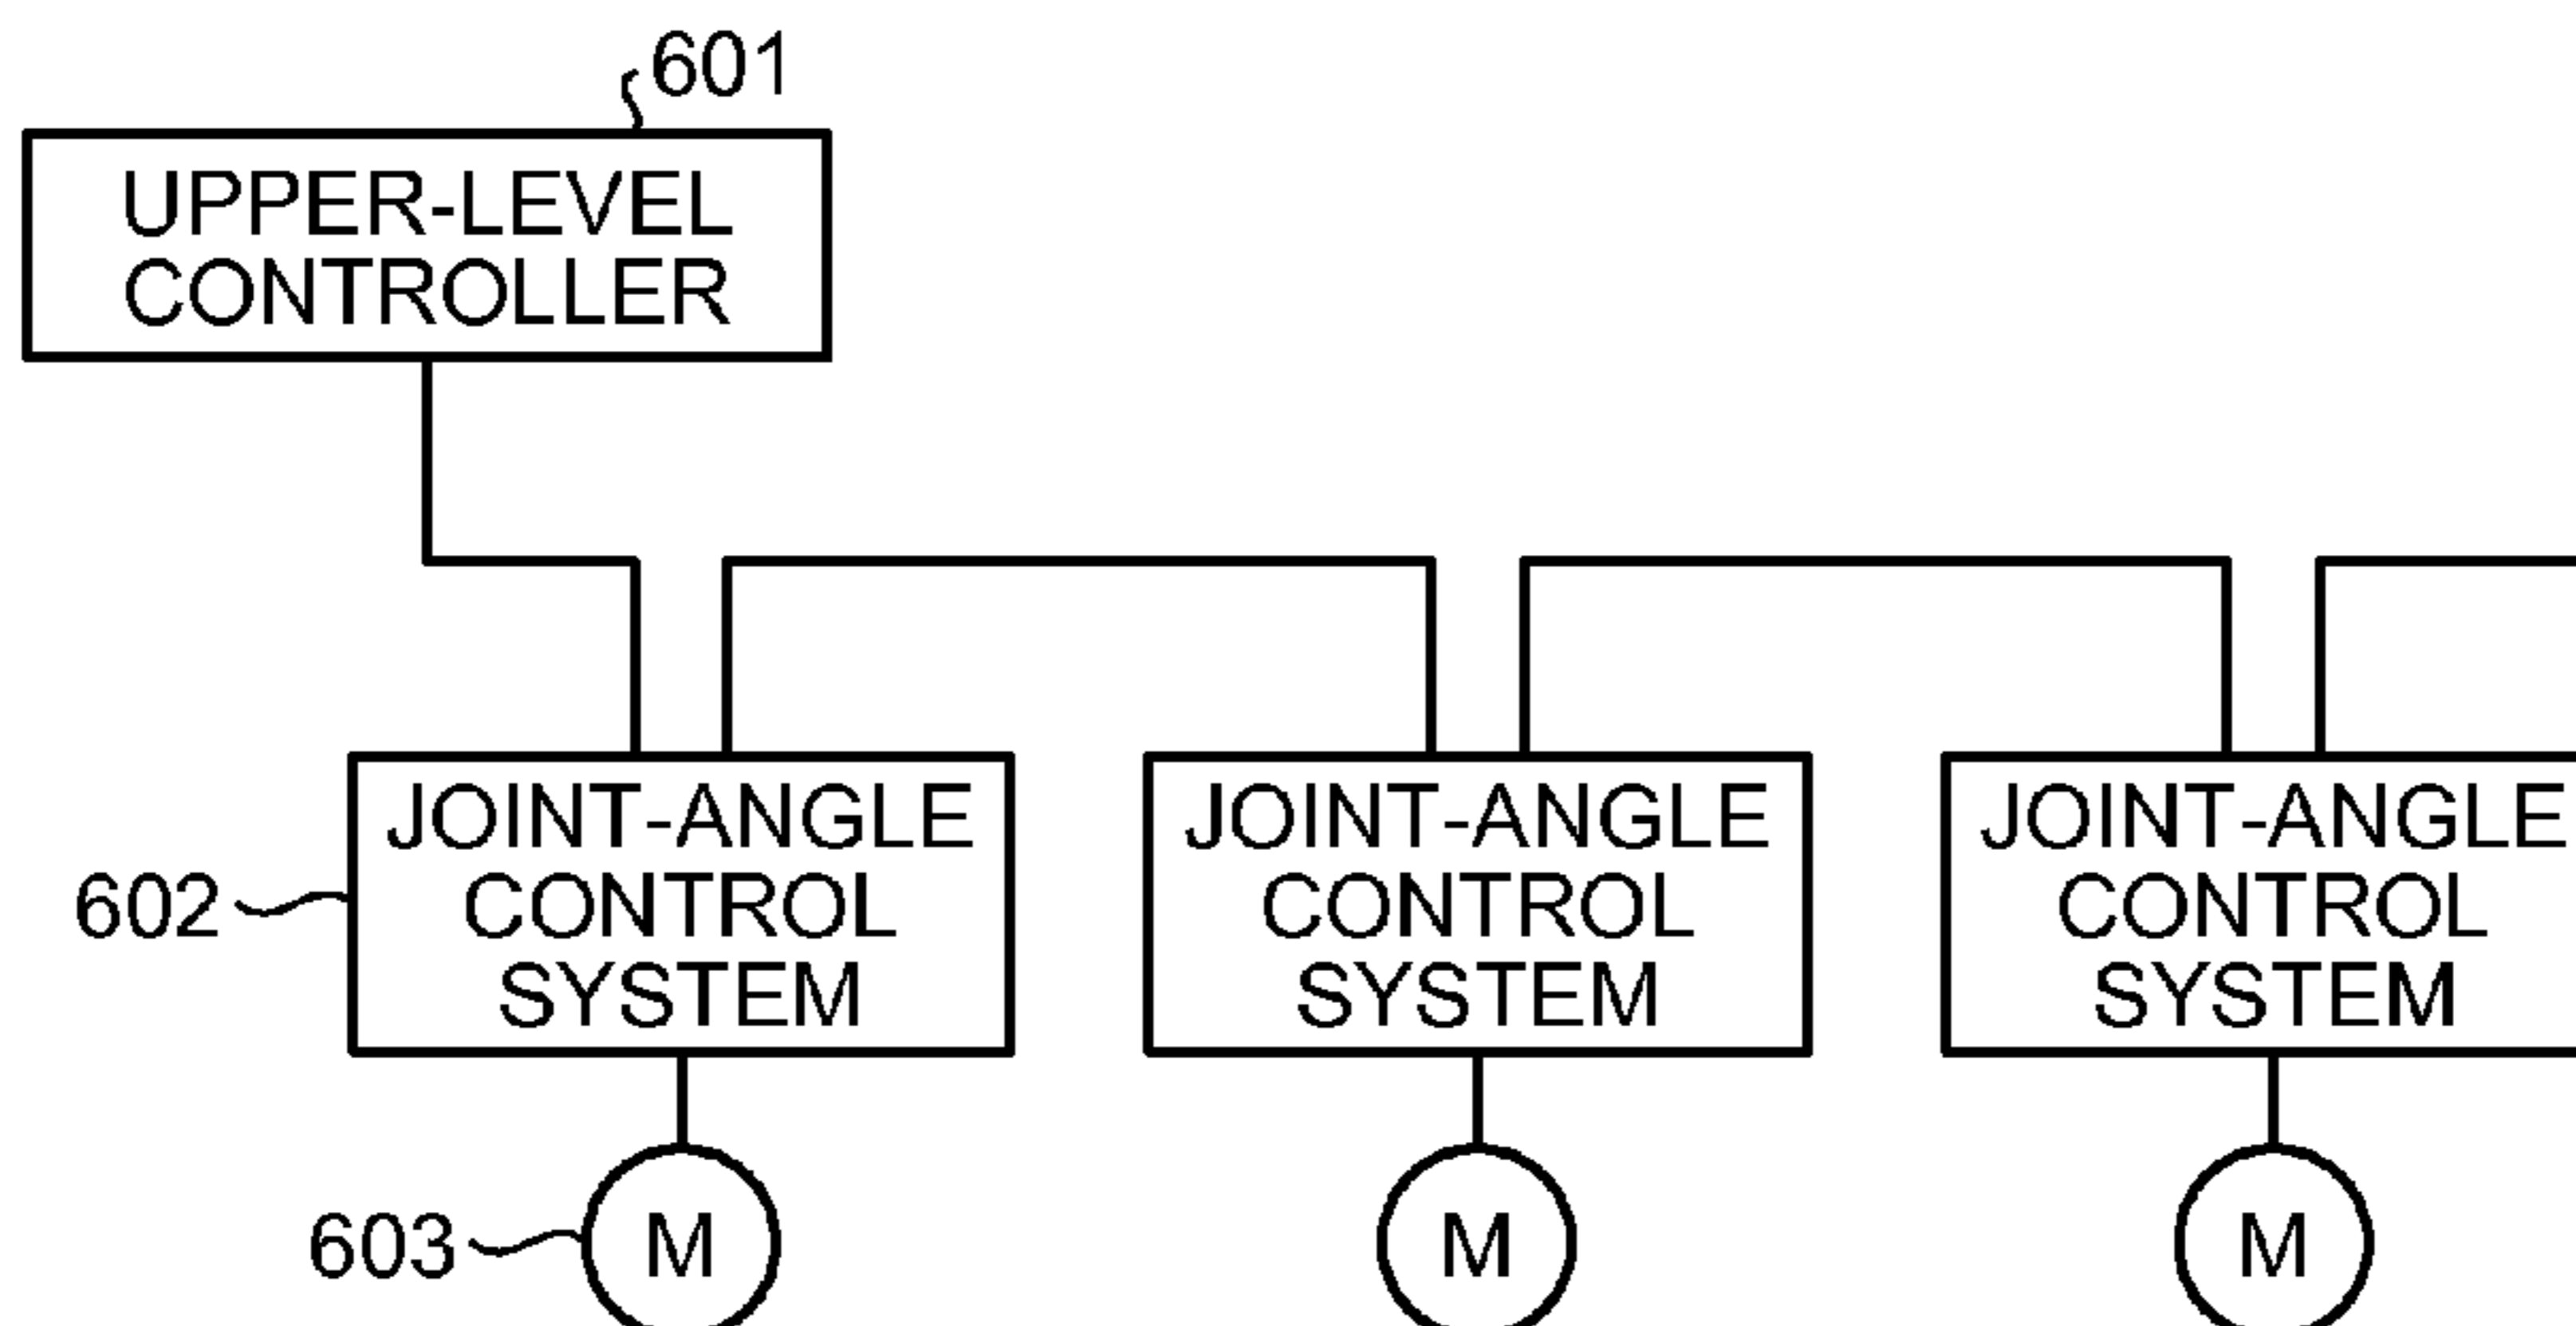 601
UPPER-LEVEL
CONTROLLER
602
JOINT-ANGLE
CONTROL
SYSTEM
JOINT-ANGLE
CONTROL
SYSTEM
JOINT-ANGLE
CONTROL
SYSTEM
603
M
M
M